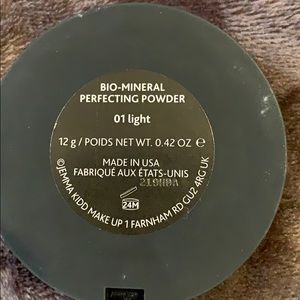 BIO-MINERAL
PERFECTING POWDER
01 light
12 g / POIDS NET WT. 0.42 OZ ℮
MADE IN USA
FABRIQUÉ AUX ÉTATS-UNIS
24M
©JEMMA KIDD MAKE UP 1 FARNHAM RD GU2 4RG UK